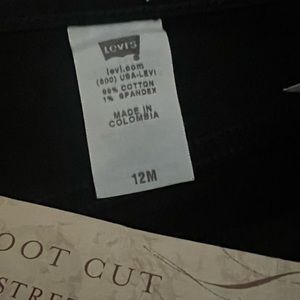 Levi's
levi.com
(800) USA-LEVI
99% COTTON
1% SPANDEX
MADE IN
COLOMBIA
12M
OOT CUT
STRE